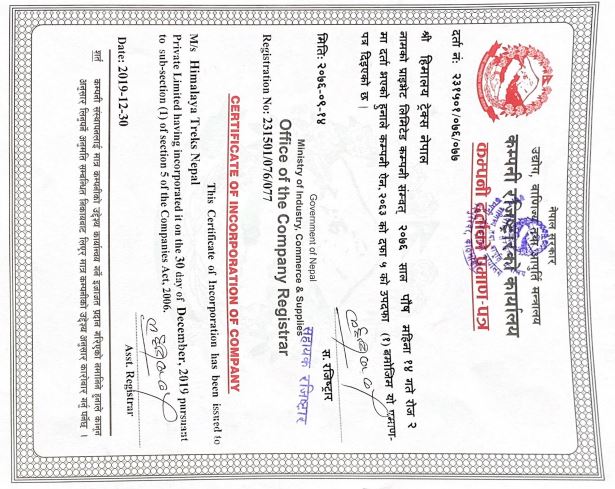 नेपाल सरकार
उद्योग, वाणिज्य तथा आपुर्ति मन्त्रालय
कम्पनी रजिष्ट्रारको कार्यालय
कम्पनी दर्ताको प्रमाण-पत्र
दर्ता नं: २३१५०१/०७६/०७७
श्री हिमालय ट्रेक्स नेपाल
नामको प्राइभेट लिमिटेड कम्पनी संम्वत् २०७६ साल पौष महिना १४ गते रोज २
मा दर्ता भएको हुनाले कम्पनी ऐन, २०६३ को दफा ५ को उपदफा (१) बमोजिम यो प्रमाण-
पत्र दिइएको छ ।
स. रजिष्ट्रार
सहायक रजिष्टार
मिति: २०७६-०९-१४
Government of Nepal
Ministry of Industry, Commerce & Supplies
Office of the Company Registrar
Registration No: 231501/076/077
CERTIFICATE OF INCORPORATION OF COMPANY
This Certificate of Incorporation has been issued to
M/s Himalaya Treks Nepal
Private Limited having incorporated it on the 30 day of December, 2019 pursuant
to sub-section (1) of section 5 of the Companies Act, 2006.
Asst. Registrar
Date: 2019-12-30
शर्त कम्पनी संस्थापनलाई मात्र कम्पनीको उद्देश्य कार्यान्वय गर्ने इजाजत प्रदान गरिएको नमानिने हुनाले कानून
अनुसार लिनुपर्ने अनुमति सम्बन्धित निकायबाट लिएर मात्र कम्पनीको उद्देश्य अनुसार कारोबार गर्नु पर्नेछ ।